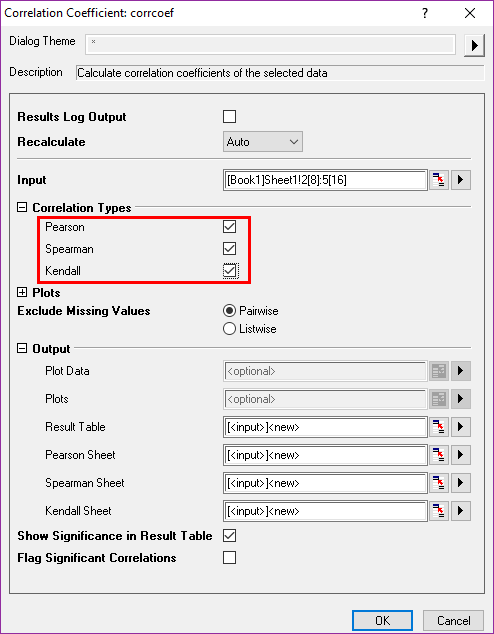 Correlation Coefficient: corrcoef ?
Dialog Theme *
Description Calculate correlation coefficients of the selected data
Results Log Output
Recalculate Auto
Input [Book1]Sheet1!2[8]:5[16]
Correlation Types
Pearson
Spearman
Kendall
Plots
Exclude Missing Values Pairwise
Listwise
Output
Plot Data <optional>
Plots <optional>
Result Table [<input>]<new>
Pearson Sheet [<input>]<new>
Spearman Sheet [<input>]<new>
Kendall Sheet [<input>]<new>
Show Significance in Result Table
Flag Significant Correlations
OK Cancel